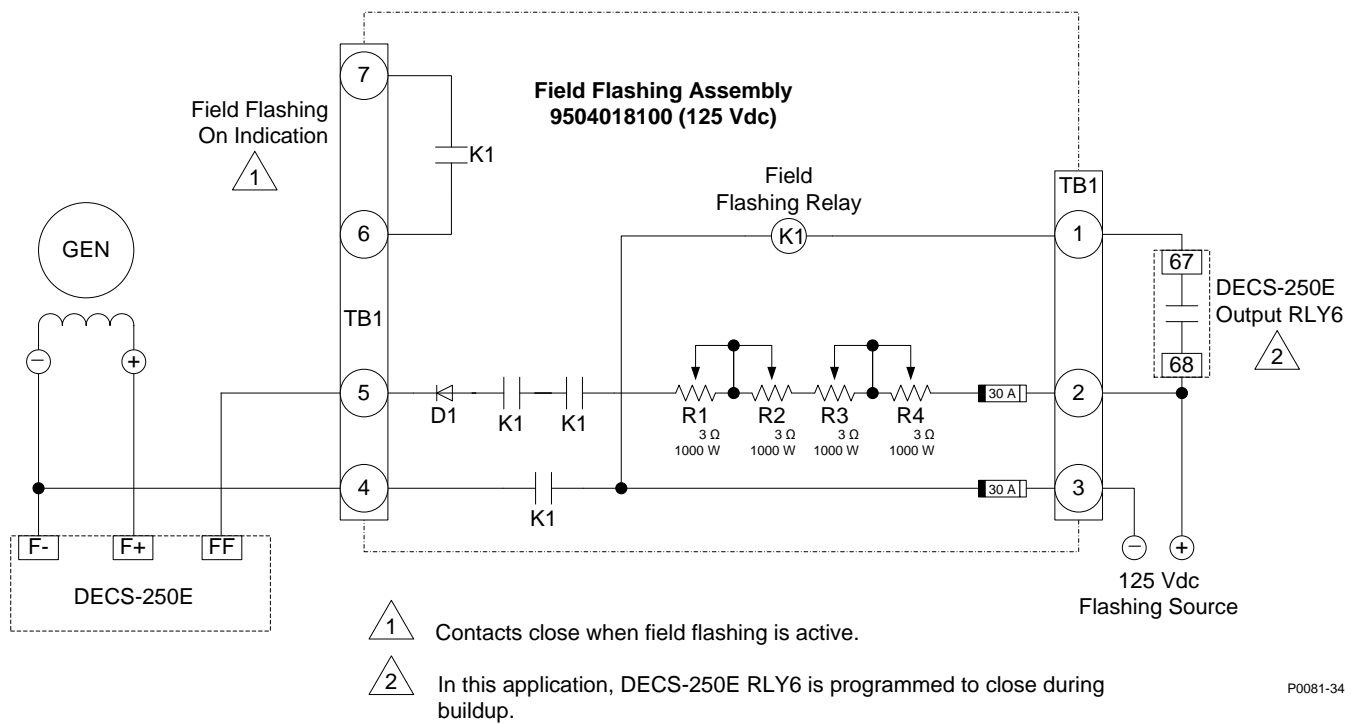 Field Flashing Assembly
9504018100 (125 Vdc)
Field Flashing
On Indication
1
7
K1
6
TB1
Field
Flashing Relay
K1
TB1
1
67
DECS-250E
Output RLY6
2
68
GEN
−
+
5
D1
K1
K1
R1
3 Ω
1000 W
R2
3 Ω
1000 W
R3
3 Ω
1000 W
R4
3 Ω
1000 W
30 A
2
4
K1
30 A
3
F-
F+
FF
DECS-250E
−
+
125 Vdc
Flashing Source
1
Contacts close when field flashing is active.
2
In this application, DECS-250E RLY6 is programmed to close during
buildup.
P0081-34